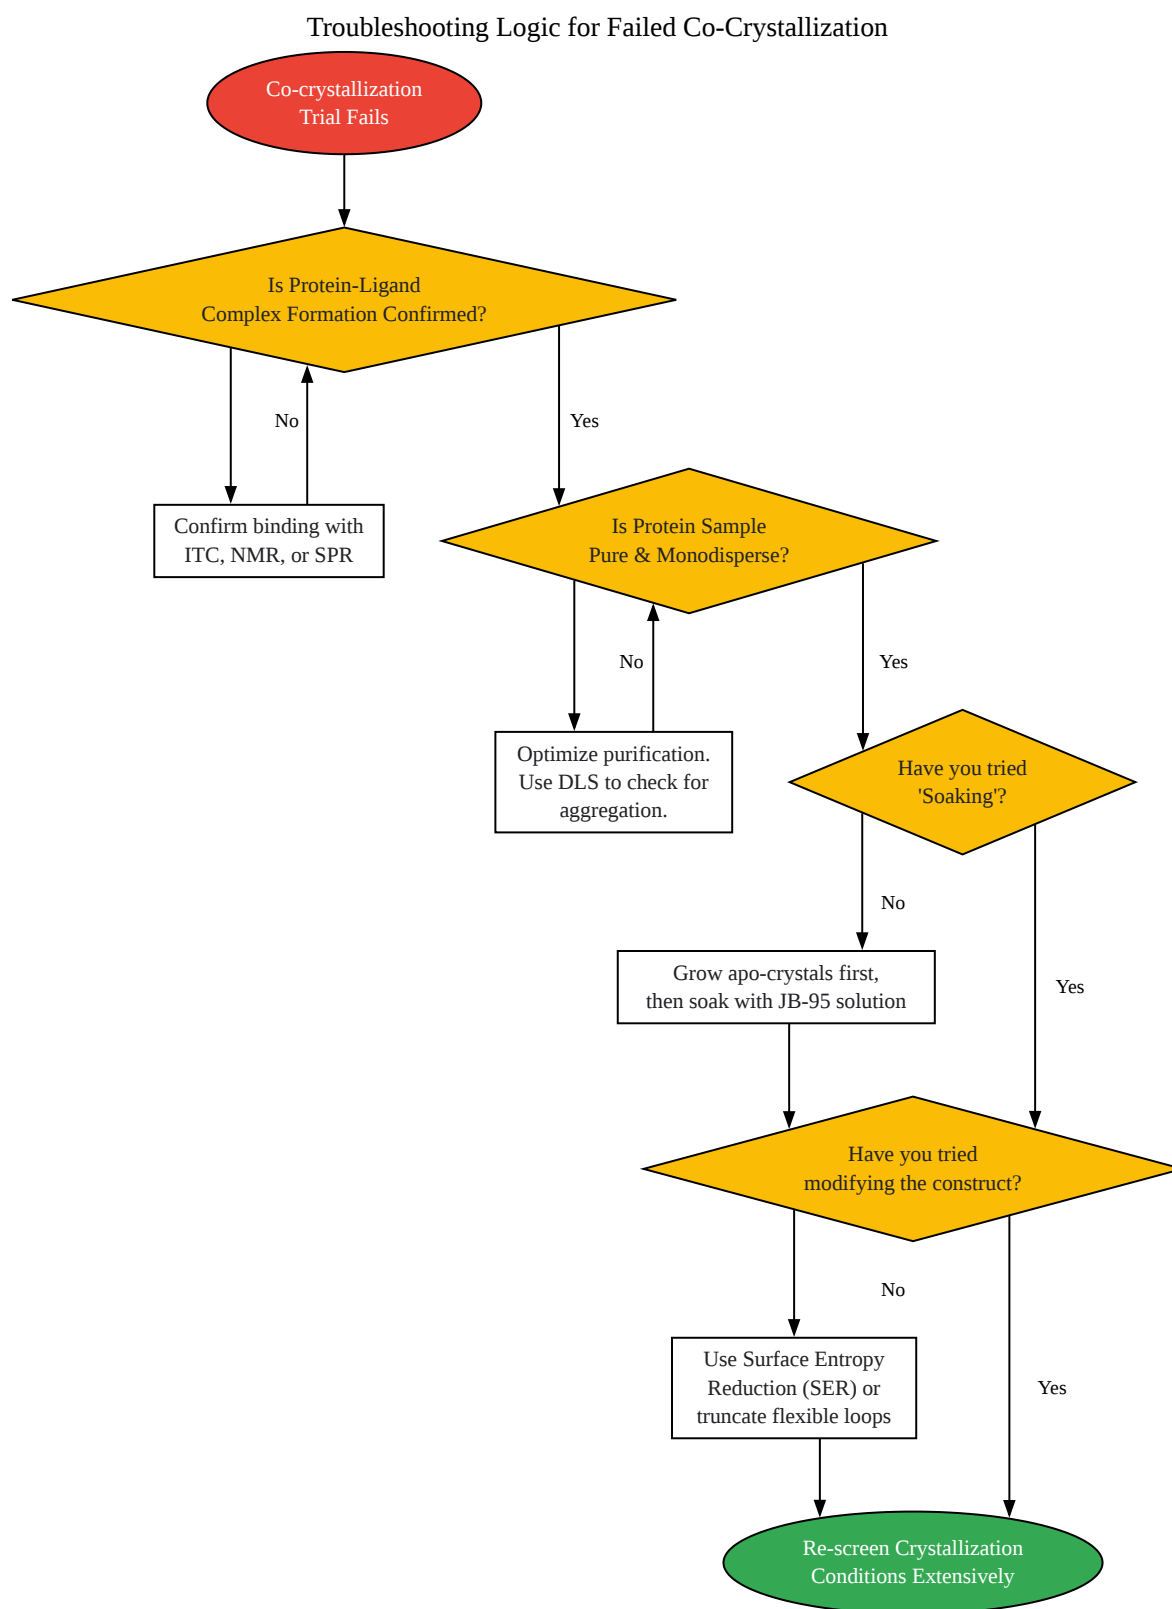 Troubleshooting Logic for Failed Co-Crystallization
Co-crystallization
Trial Fails
Is Protein-Ligand
Complex Formation Confirmed?
No
Yes
Confirm binding with
ITC, NMR, or SPR
Is Protein Sample
Pure & Monodisperse?
No
Yes
Optimize purification.
Use DLS to check for
aggregation.
Have you tried
'Soaking'?
No
Yes
Grow apo-crystals first,
then soak with JB-95 solution
Have you tried
modifying the construct?
No
Yes
Use Surface Entropy
Reduction (SER) or
truncate flexible loops
Re-screen Crystallization
Conditions Extensively